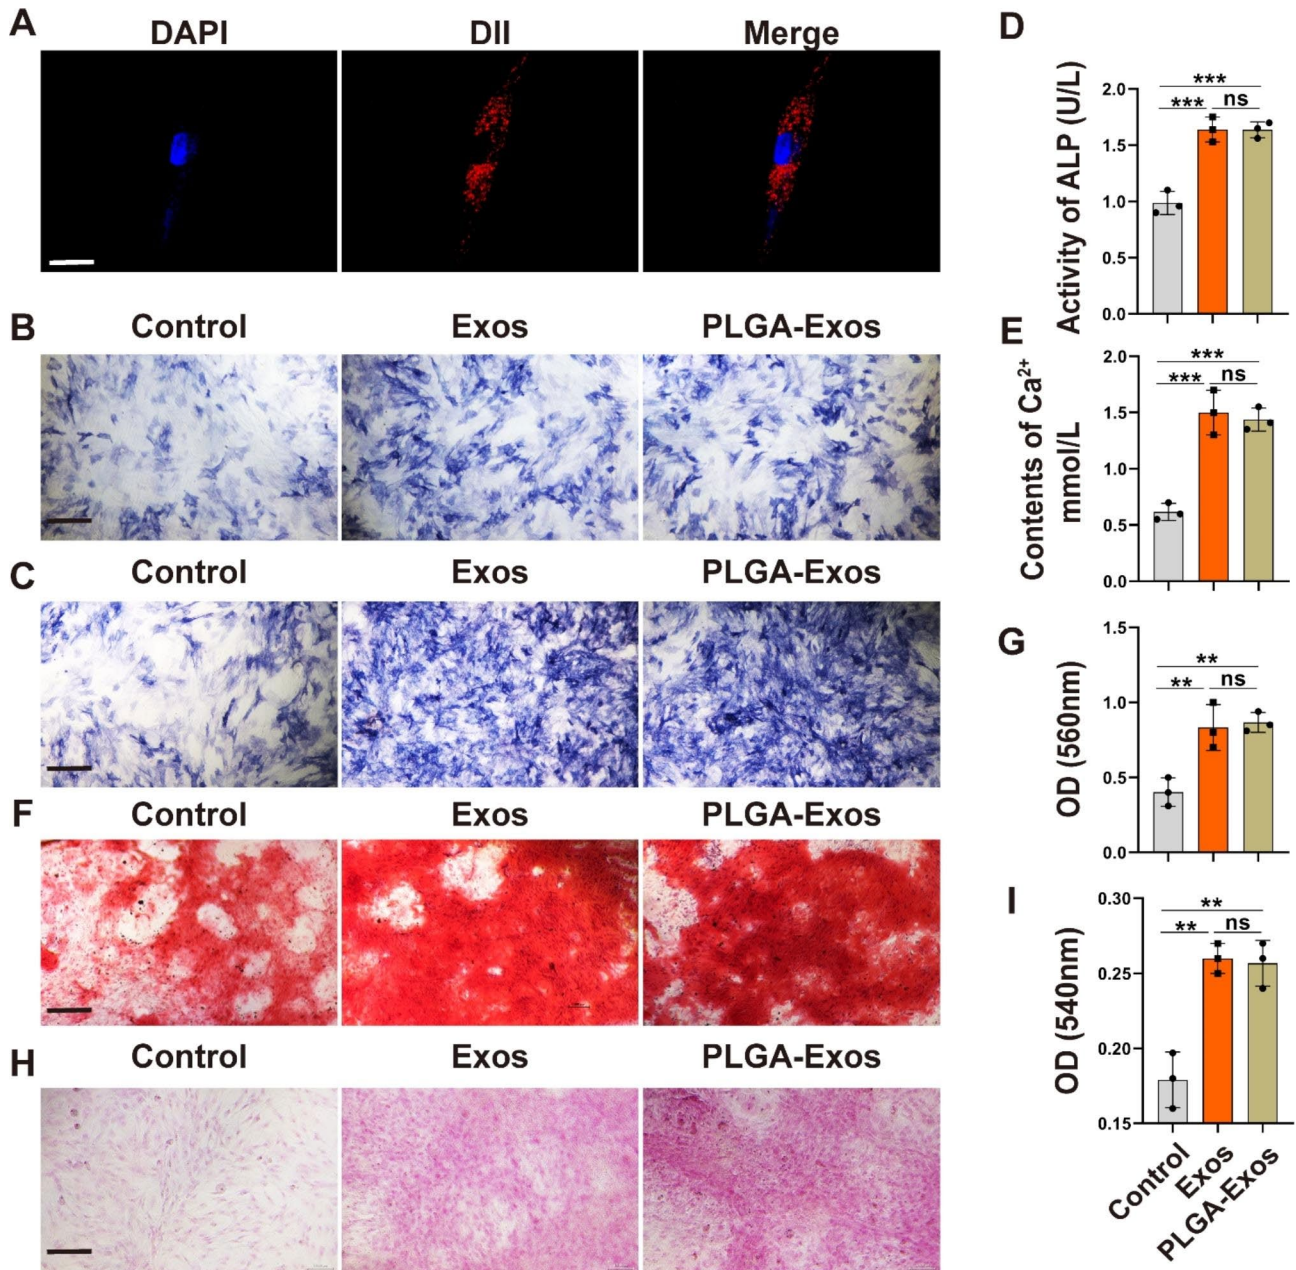 A
DAPI DII Merge
B
Control Exos PLGA-Exos
C
Control Exos PLGA-Exos
F
Control Exos PLGA-Exos
H
Control Exos PLGA-Exos
D
Activity of ALP (U/L)
2.0
1.5
1.0
0.5
0.0
***
*** ns
E
Contents of Ca²⁺
mmol/L
2.0
1.5
1.0
0.5
0.0
***
*** ns
G
OD (560nm)
1.5
1.0
0.5
0.0
**
** ns
I
OD (540nm)
0.30
0.25
0.20
0.15
**
** ns
Control
Exos
PLGA-Exos